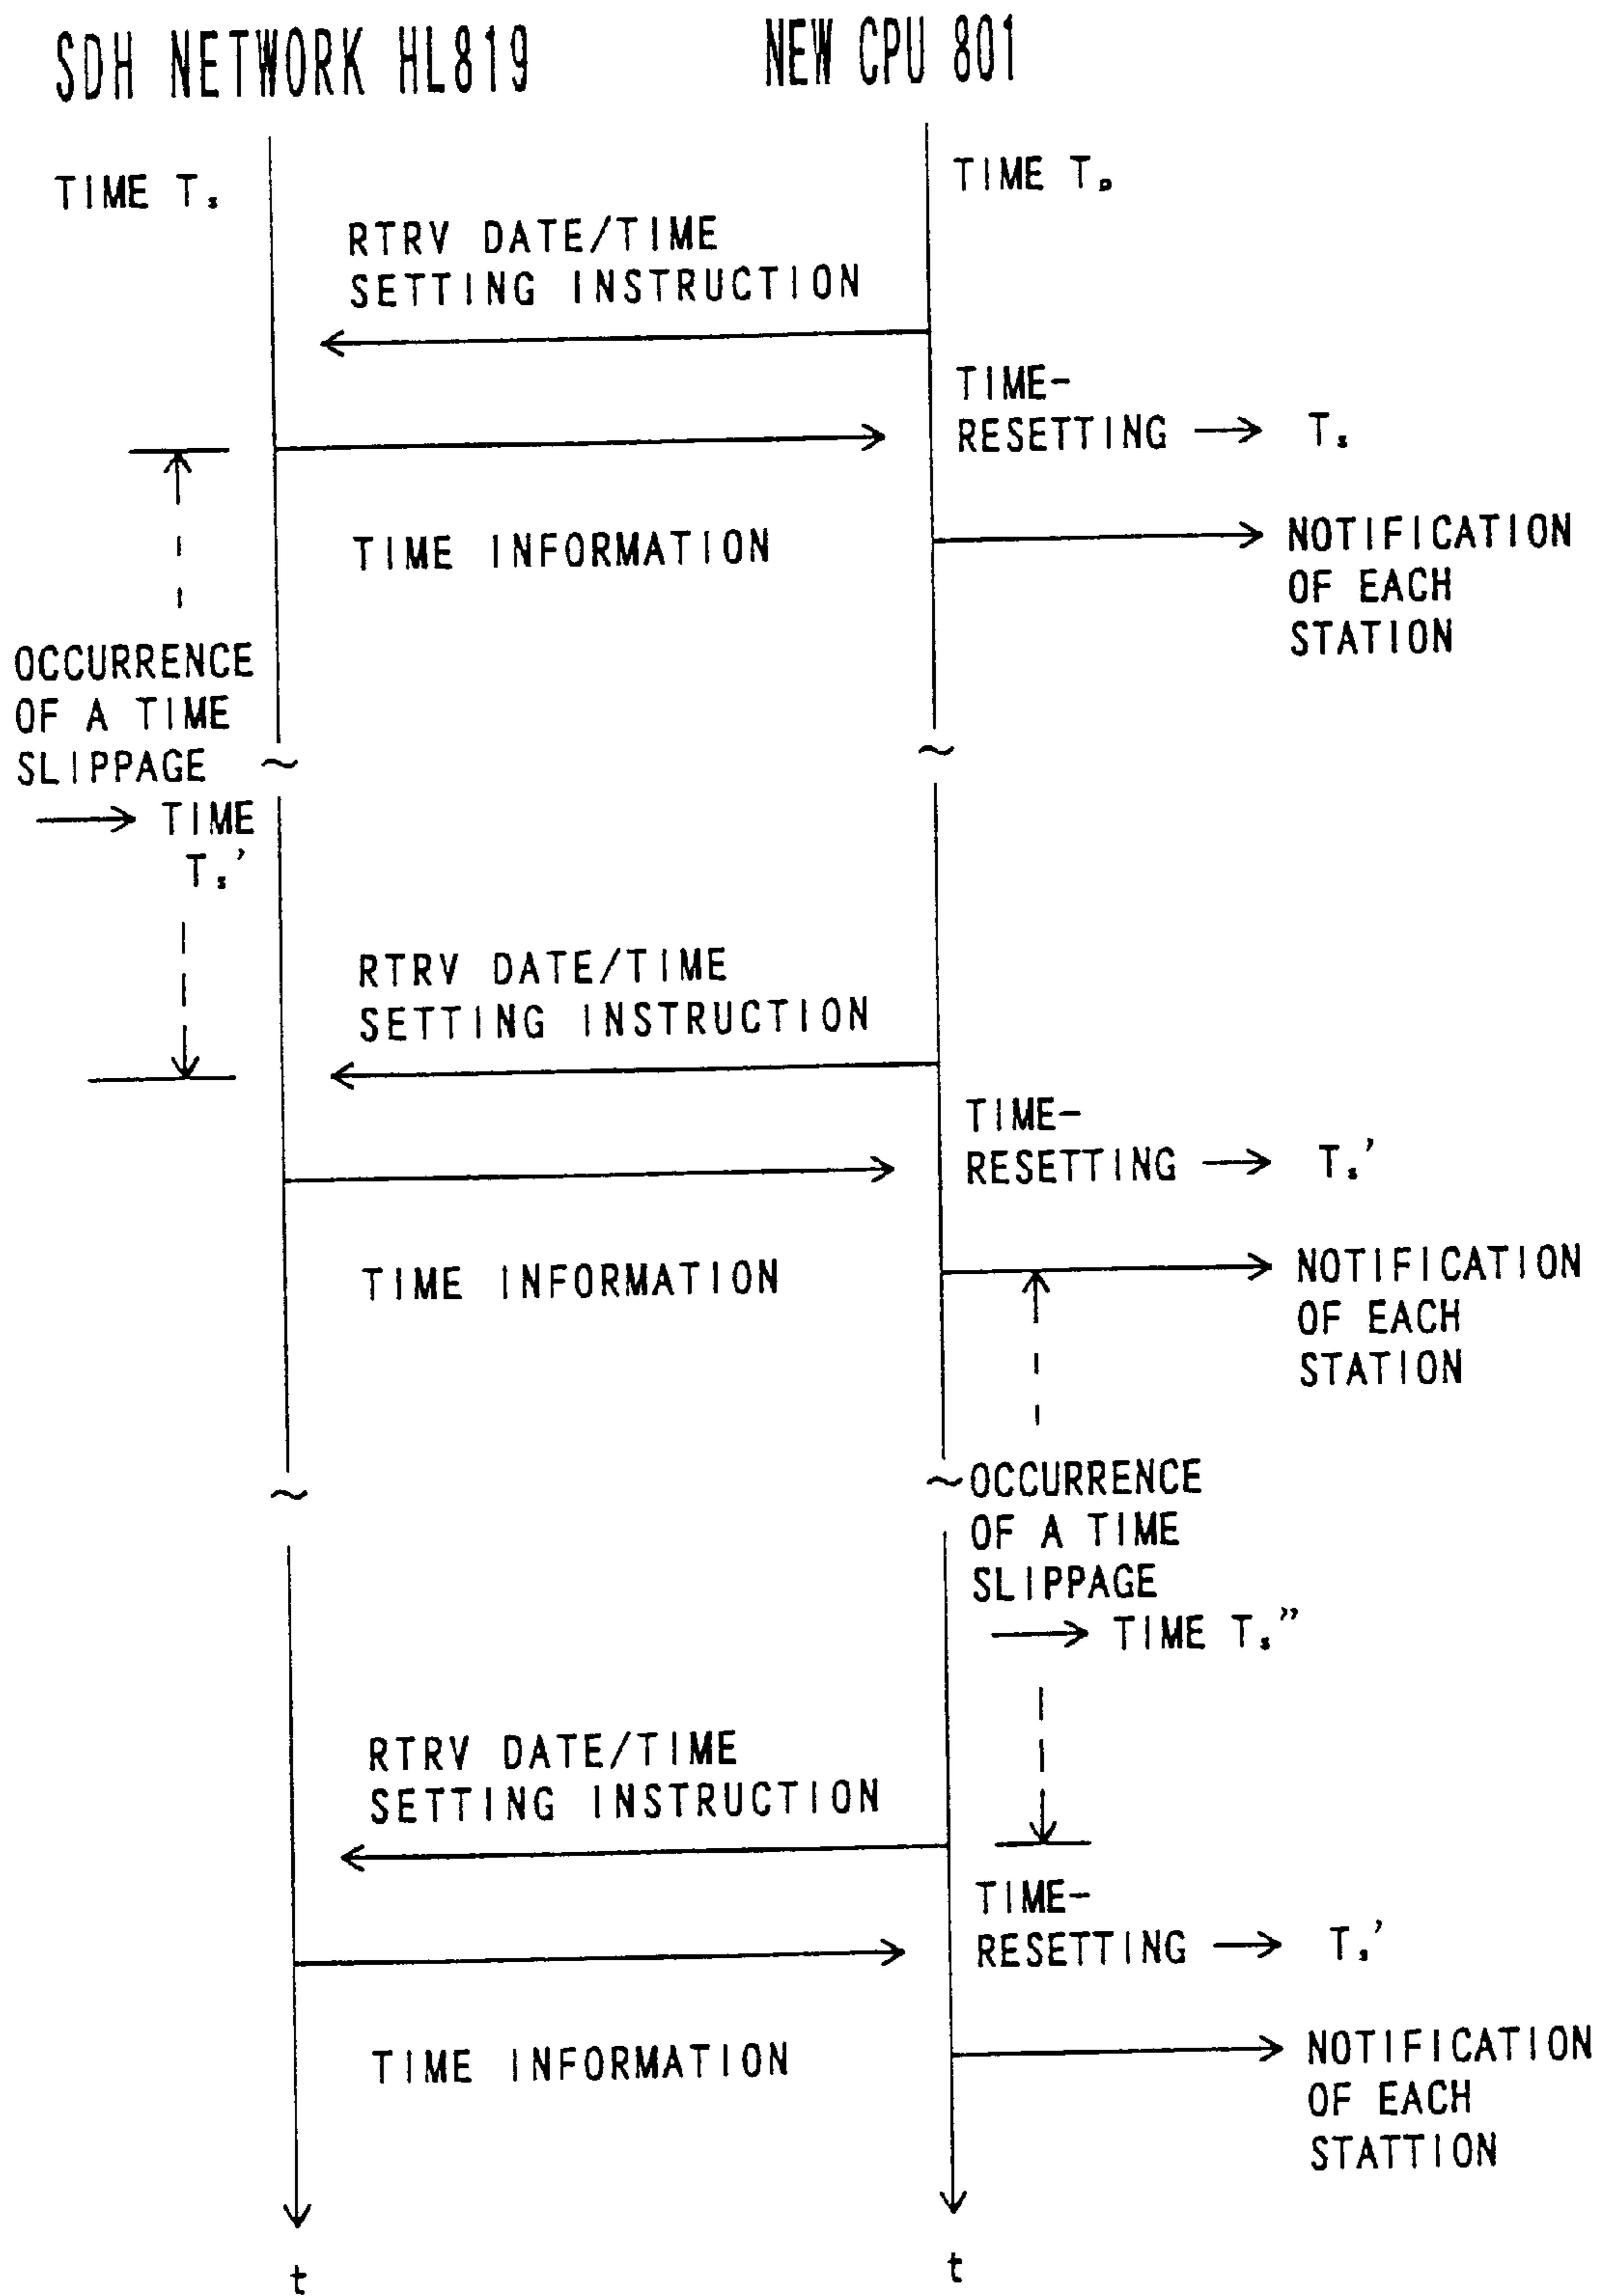 SDH NETWORK HL819
NEW CPU 801
TIME Ts
TIME Tp
RTRV DATE/TIME
SETTING INSTRUCTION
TIME-
RESETTING → Ts
TIME INFORMATION
NOTIFICATION
OF EACH
STATION
OCCURRENCE
OF A TIME
SLIPPAGE
→ TIME
Ts'
RTRV DATE/TIME
SETTING INSTRUCTION
TIME-
RESETTING → Ts'
TIME INFORMATION
NOTIFICATION
OF EACH
STATION
OCCURRENCE
OF A TIME
SLIPPAGE
→ TIME Ts"
RTRV DATE/TIME
SETTING INSTRUCTION
TIME-
RESETTING → Ts'
TIME INFORMATION
NOTIFICATION
OF EACH
STATTION
t
t